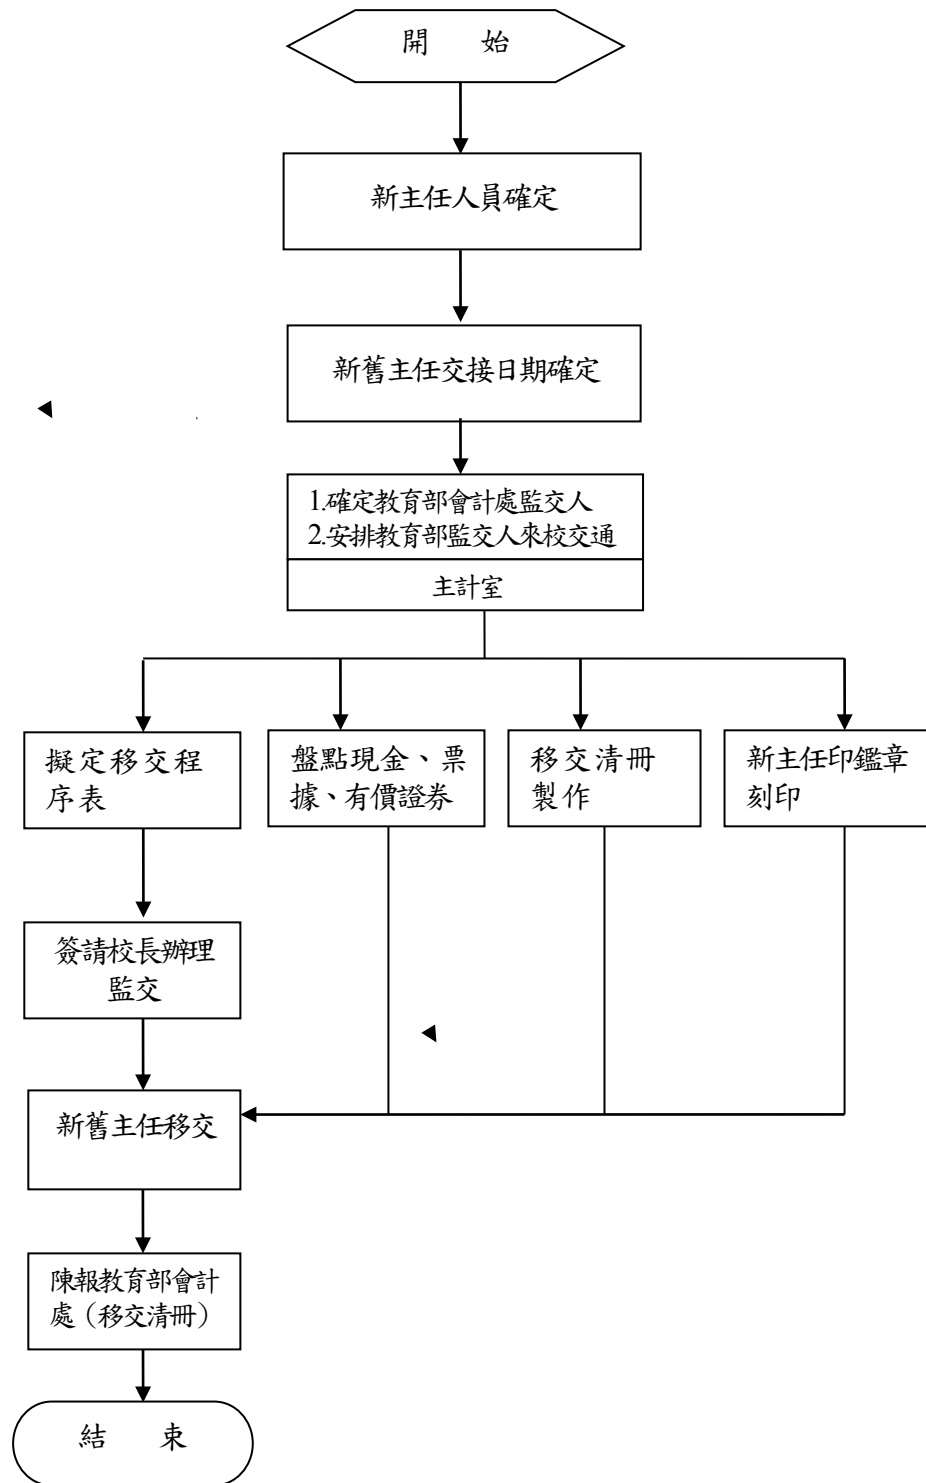 開 始
新主任人員確定
新舊主任交接日期確定
1.確定教育部會計處監交人
2.安排教育部監交人來校交通
主計室
擬定移交程
序表
盤點現金、票
據、有價證券
移交清冊
製作
新主任印鑑章
刻印
簽請校長辦理
監交
新舊主任移交
陳報教育部會計
處（移交清冊）
結 束